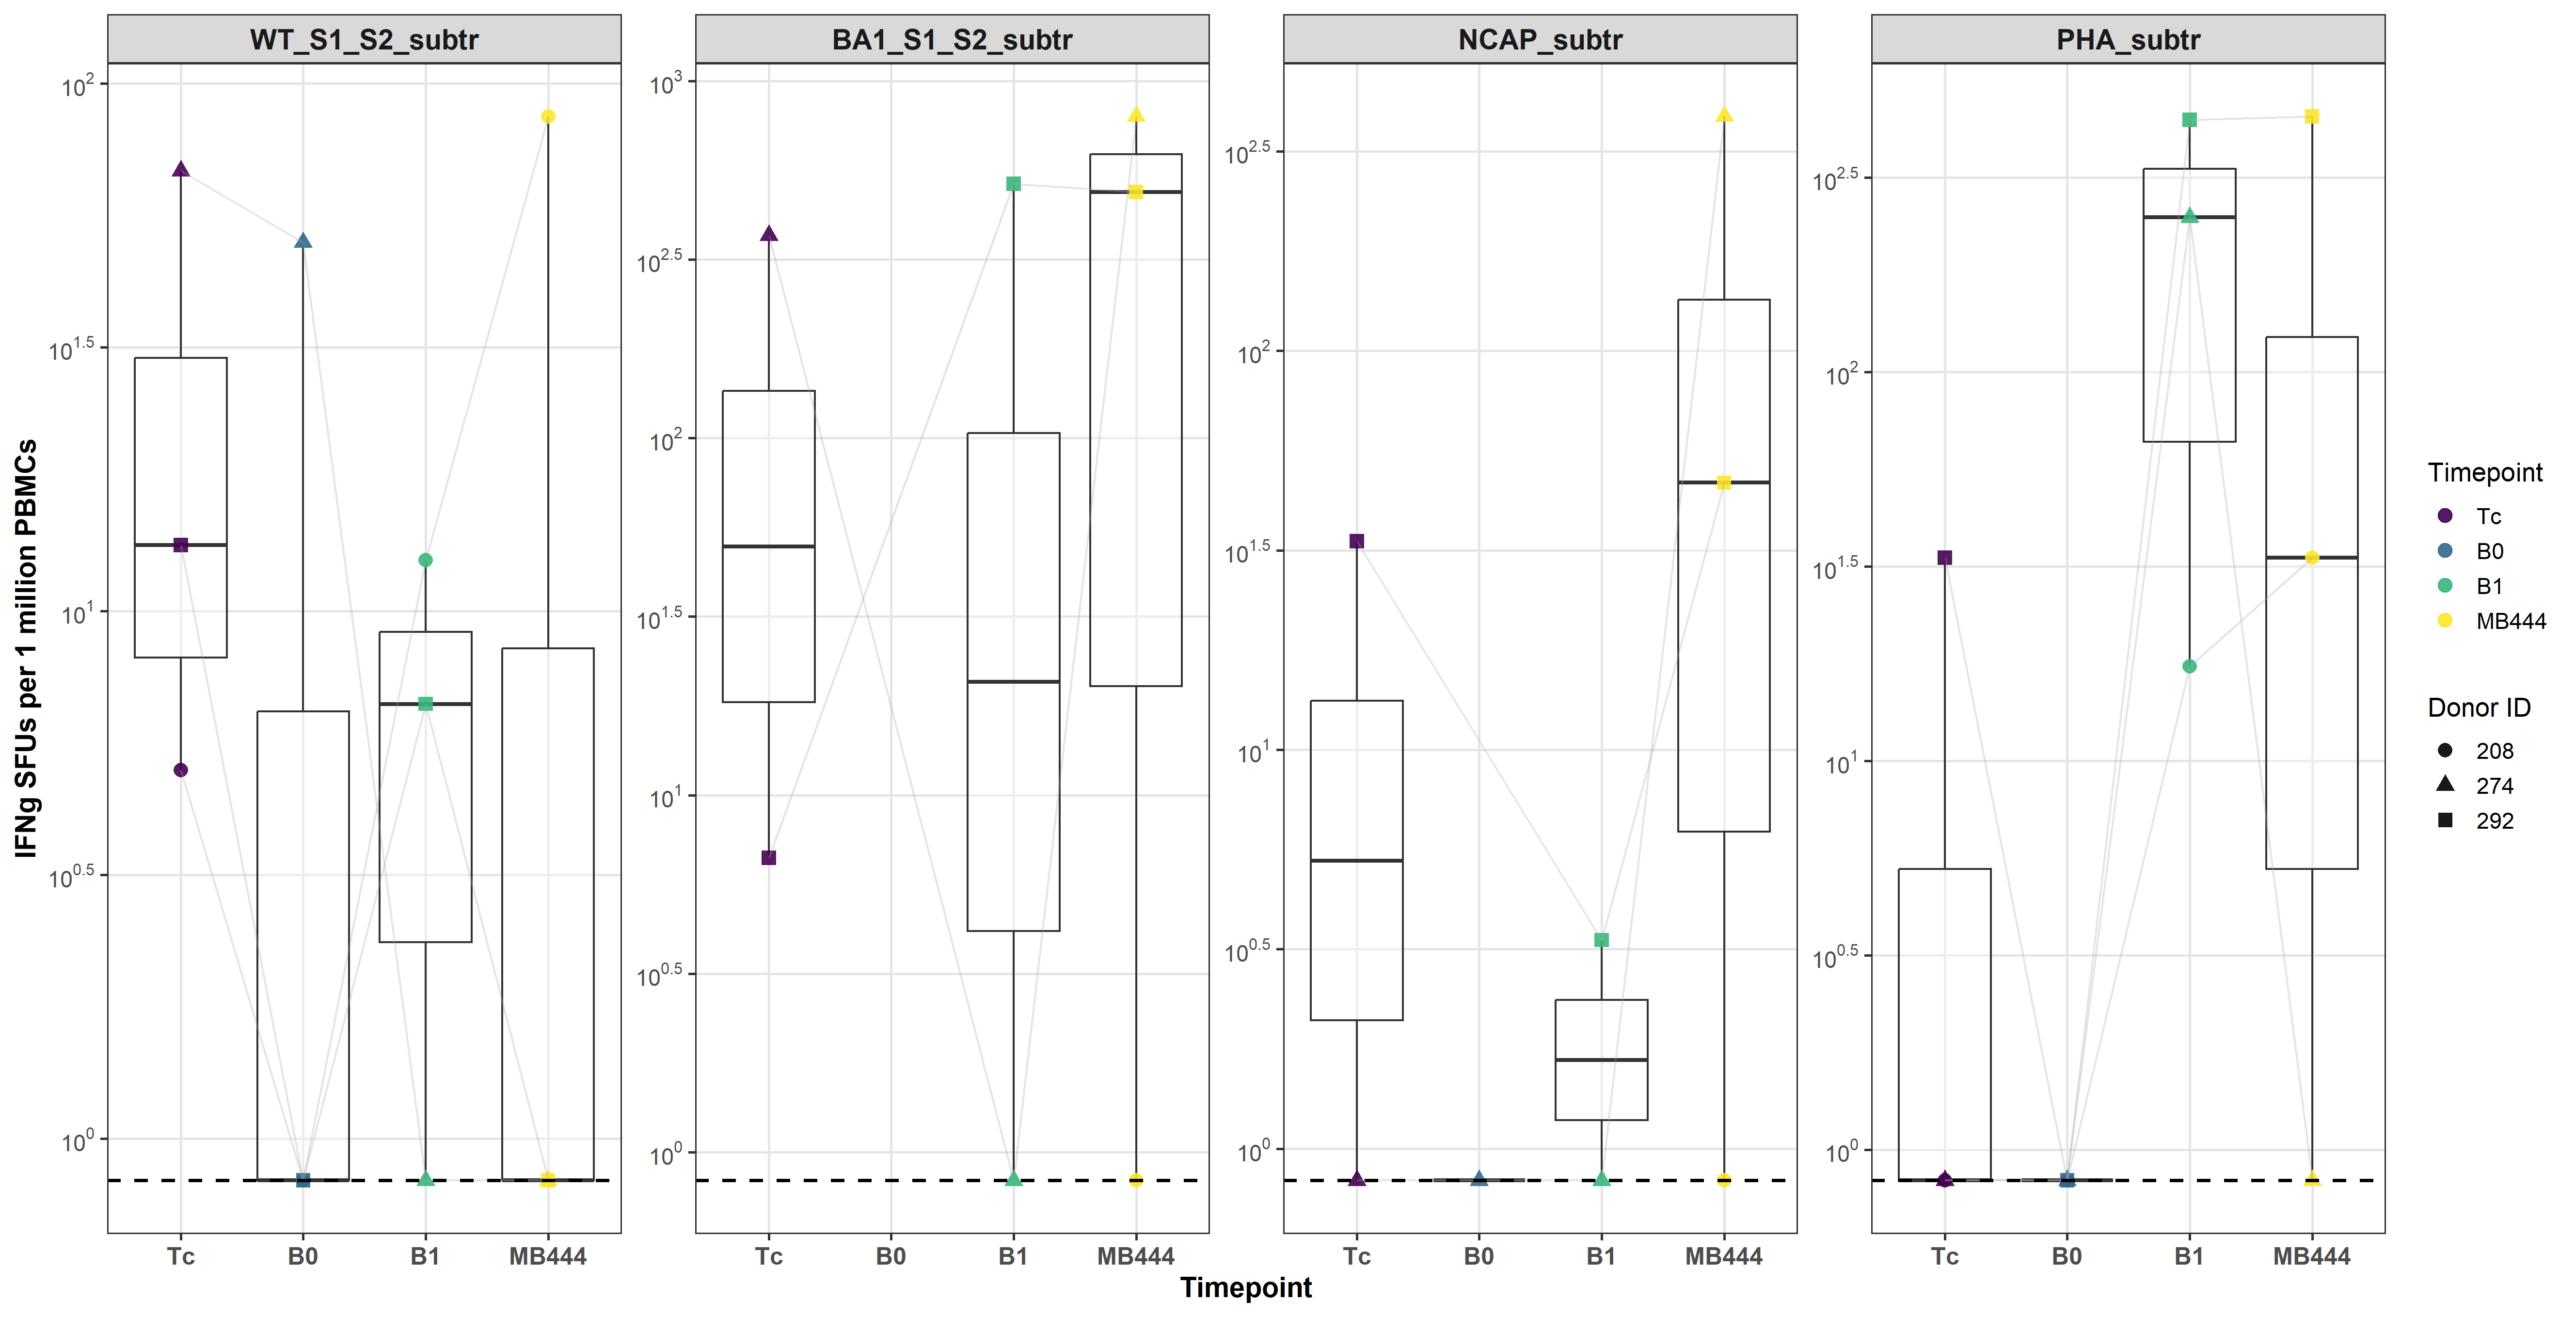 WT_S1_S2_subtr
BA1_S1_S2_subtr
NCAP_subtr
PHA_subtr
IFNg SFUs per 1 million PBMCs
10^2
10^1.5
10^1
10^0.5
10^0
10^3
10^2.5
10^2
10^1.5
10^1
10^0.5
10^0
10^2.5
10^2
10^1.5
10^1
10^0.5
10^0
10^2.5
10^2
10^1.5
10^1
10^0.5
10^0
Tc B0 B1 MB444
Tc B0 B1 MB444
Tc B0 B1 MB444
Tc B0 B1 MB444
Timepoint
Timepoint
Tc
B0
B1
MB444
Donor ID
208
274
292